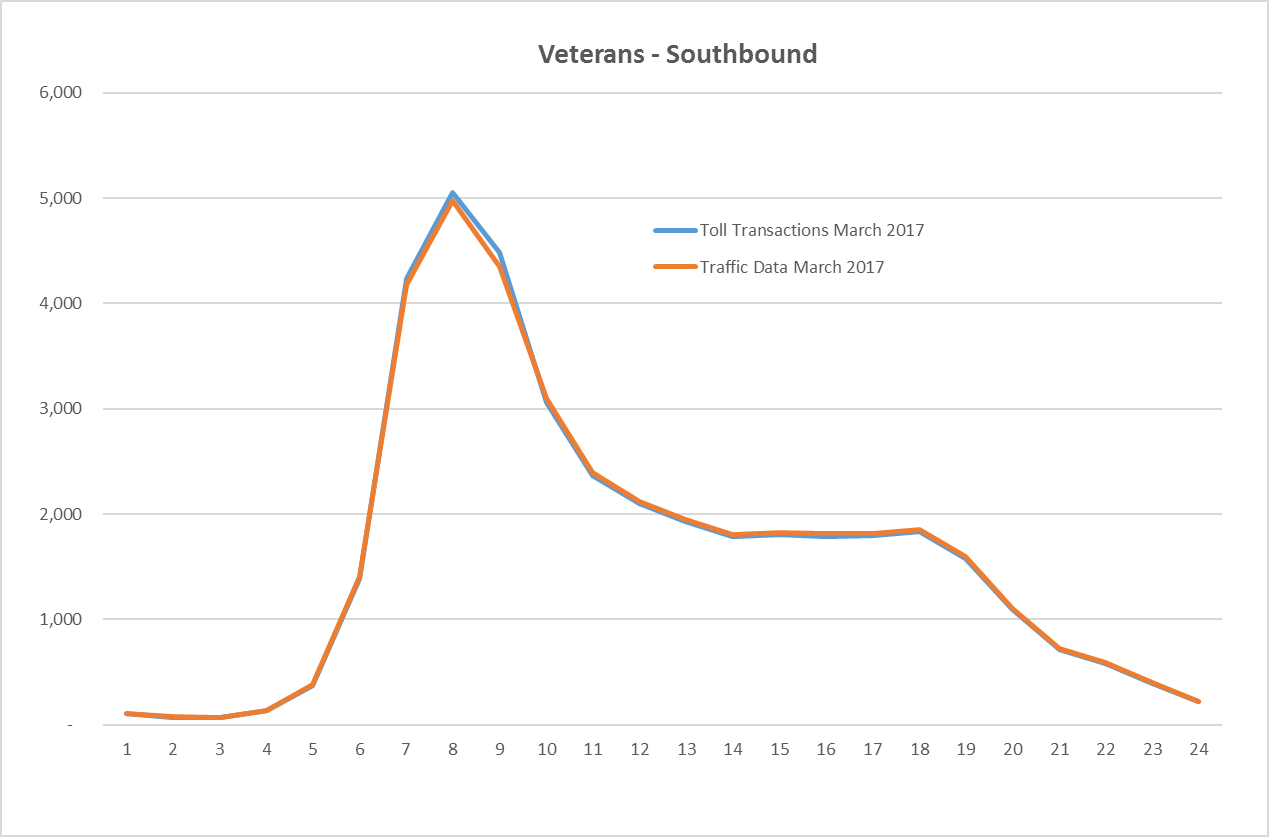 Veterans - Southbound
6,000
5,000
4,000
3,000
2,000
1,000
-
Toll Transactions March 2017
Traffic Data March 2017
1 2 3 4 5 6 7 8 9 10 11 12 13 14 15 16 17 18 19 20 21 22 23 24